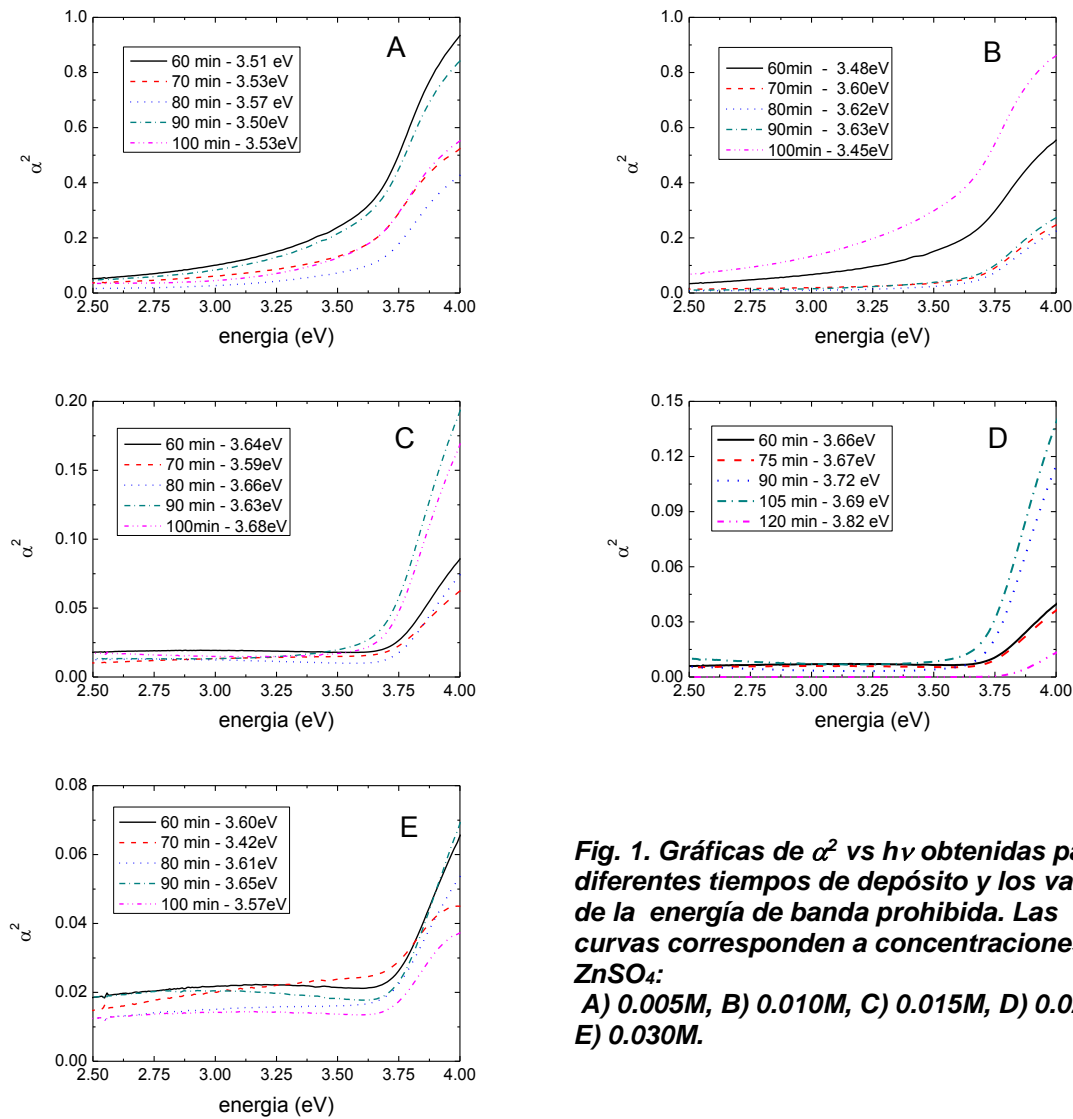 A
60 min - 3.51 eV
70 min - 3.53eV
80 min - 3.57 eV
90 min - 3.50eV
100 min - 3.53eV
1.0
0.8
0.6
0.4
0.2
0.0
α²
2.50 2.75 3.00 3.25 3.50 3.75 4.00
energia (eV)
B
60min - 3.48eV
70min - 3.60eV
80min - 3.62eV
90min - 3.63eV
100min - 3.45eV
1.0
0.8
0.6
0.4
0.2
0.0
α²
2.50 2.75 3.00 3.25 3.50 3.75 4.00
energia (eV)
C
60 min - 3.64eV
70 min - 3.59eV
80 min - 3.66eV
90 min - 3.63eV
100min - 3.68eV
0.20
0.15
0.10
0.05
0.00
α²
2.50 2.75 3.00 3.25 3.50 3.75 4.00
energia (eV)
D
60 min - 3.66eV
75 min - 3.67eV
90 min - 3.72 eV
105 min - 3.69 eV
120 min - 3.82 eV
0.15
0.12
0.09
0.06
0.03
0.00
α²
2.50 2.75 3.00 3.25 3.50 3.75 4.00
energia (eV)
E
60 min - 3.60eV
70 min - 3.42eV
80 min - 3.61eV
90 min - 3.65eV
100 min - 3.57eV
0.08
0.06
0.04
0.02
0.00
α²
2.50 2.75 3.00 3.25 3.50 3.75 4.00
energia (eV)
Fig. 1. Gráficas de α² vs hν obtenidas pa
diferentes tiempos de depósito y los va
de la energía de banda prohibida. Las
curvas corresponden a concentracione
ZnSO₄:
A) 0.005M, B) 0.010M, C) 0.015M, D) 0.0
E) 0.030M.